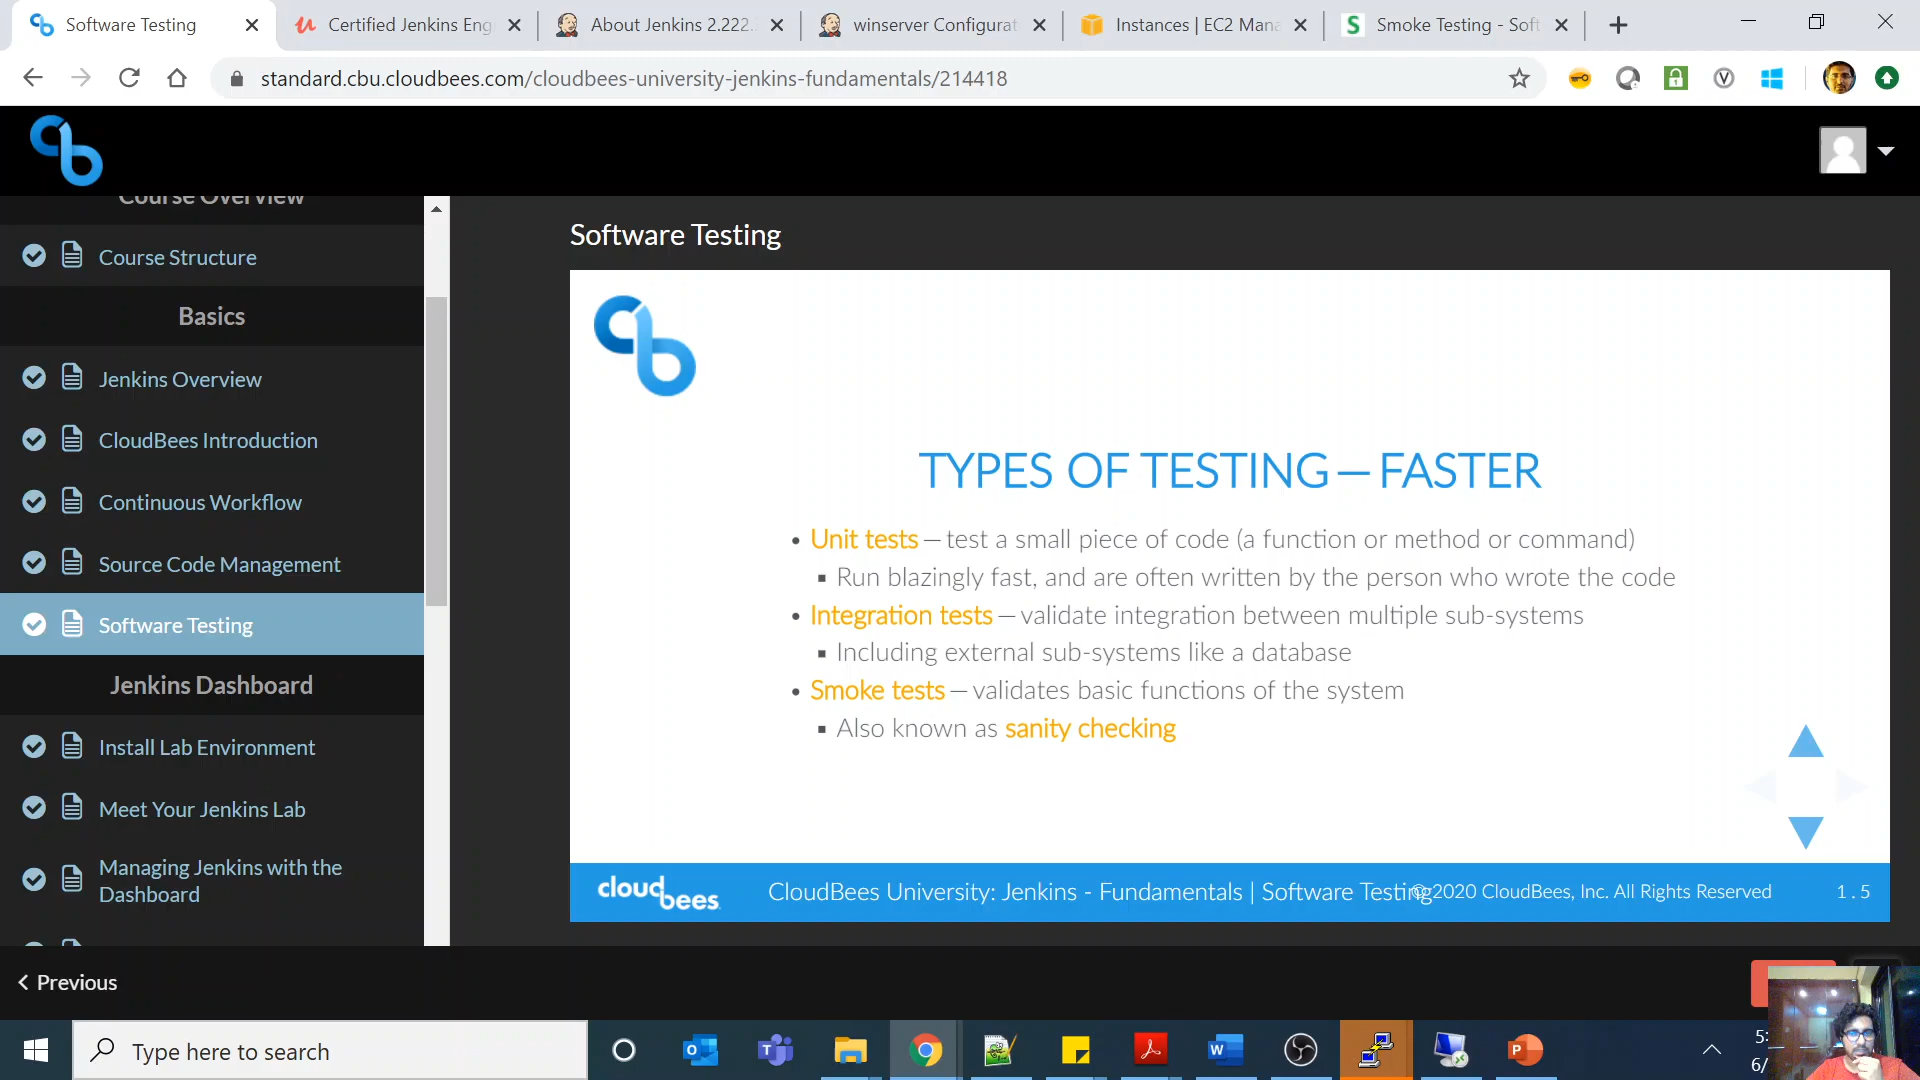 Software Testing
Certified Jenkins Eng
About Jenkins 2.222.
winserver Configurat
Instances | EC2 Mana
Smoke Testing - Soft
standard.cbu.cloudbees.com/cloudbees-university-jenkins-fundamentals/214418
Course Overview
Course Structure
Basics
Jenkins Overview
CloudBees Introduction
Continuous Workflow
Source Code Management
Software Testing
Jenkins Dashboard
Install Lab Environment
Meet Your Jenkins Lab
Managing Jenkins with the
Dashboard
Software Testing
TYPES OF TESTING — FASTER
• Unit tests — test a small piece of code (a function or method or command)
▪ Run blazingly fast, and are often written by the person who wrote the code
• Integration tests — validate integration between multiple sub-systems
▪ Including external sub-systems like a database
• Smoke tests — validates basic functions of the system
▪ Also known as sanity checking
cloudbees
CloudBees University: Jenkins - Fundamentals | Software Testing
©2020 CloudBees, Inc. All Rights Reserved
1 . 5
Previous
Type here to search
5:
6/